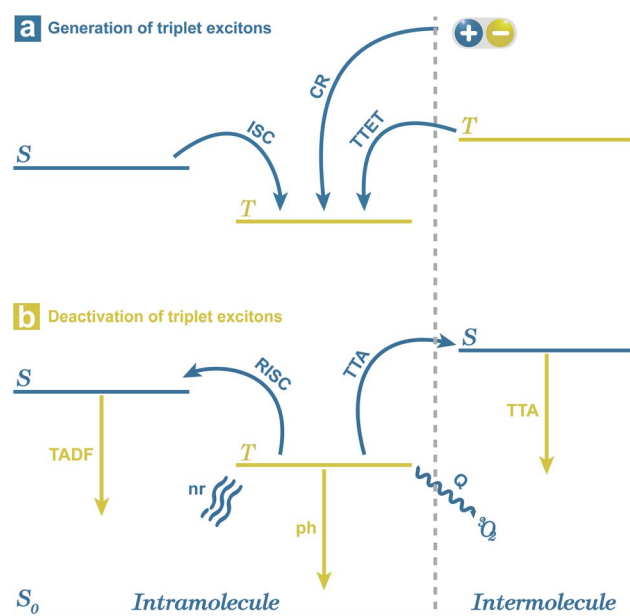 a Generation of triplet excitons
+ −
CR
ISC
TTET
T
S
T
b Deactivation of triplet excitons
S
S
RISC
TTA
TTA
TADF
T
nr
Q
ph
³O₂
S₀ Intramolecule Intermolecule